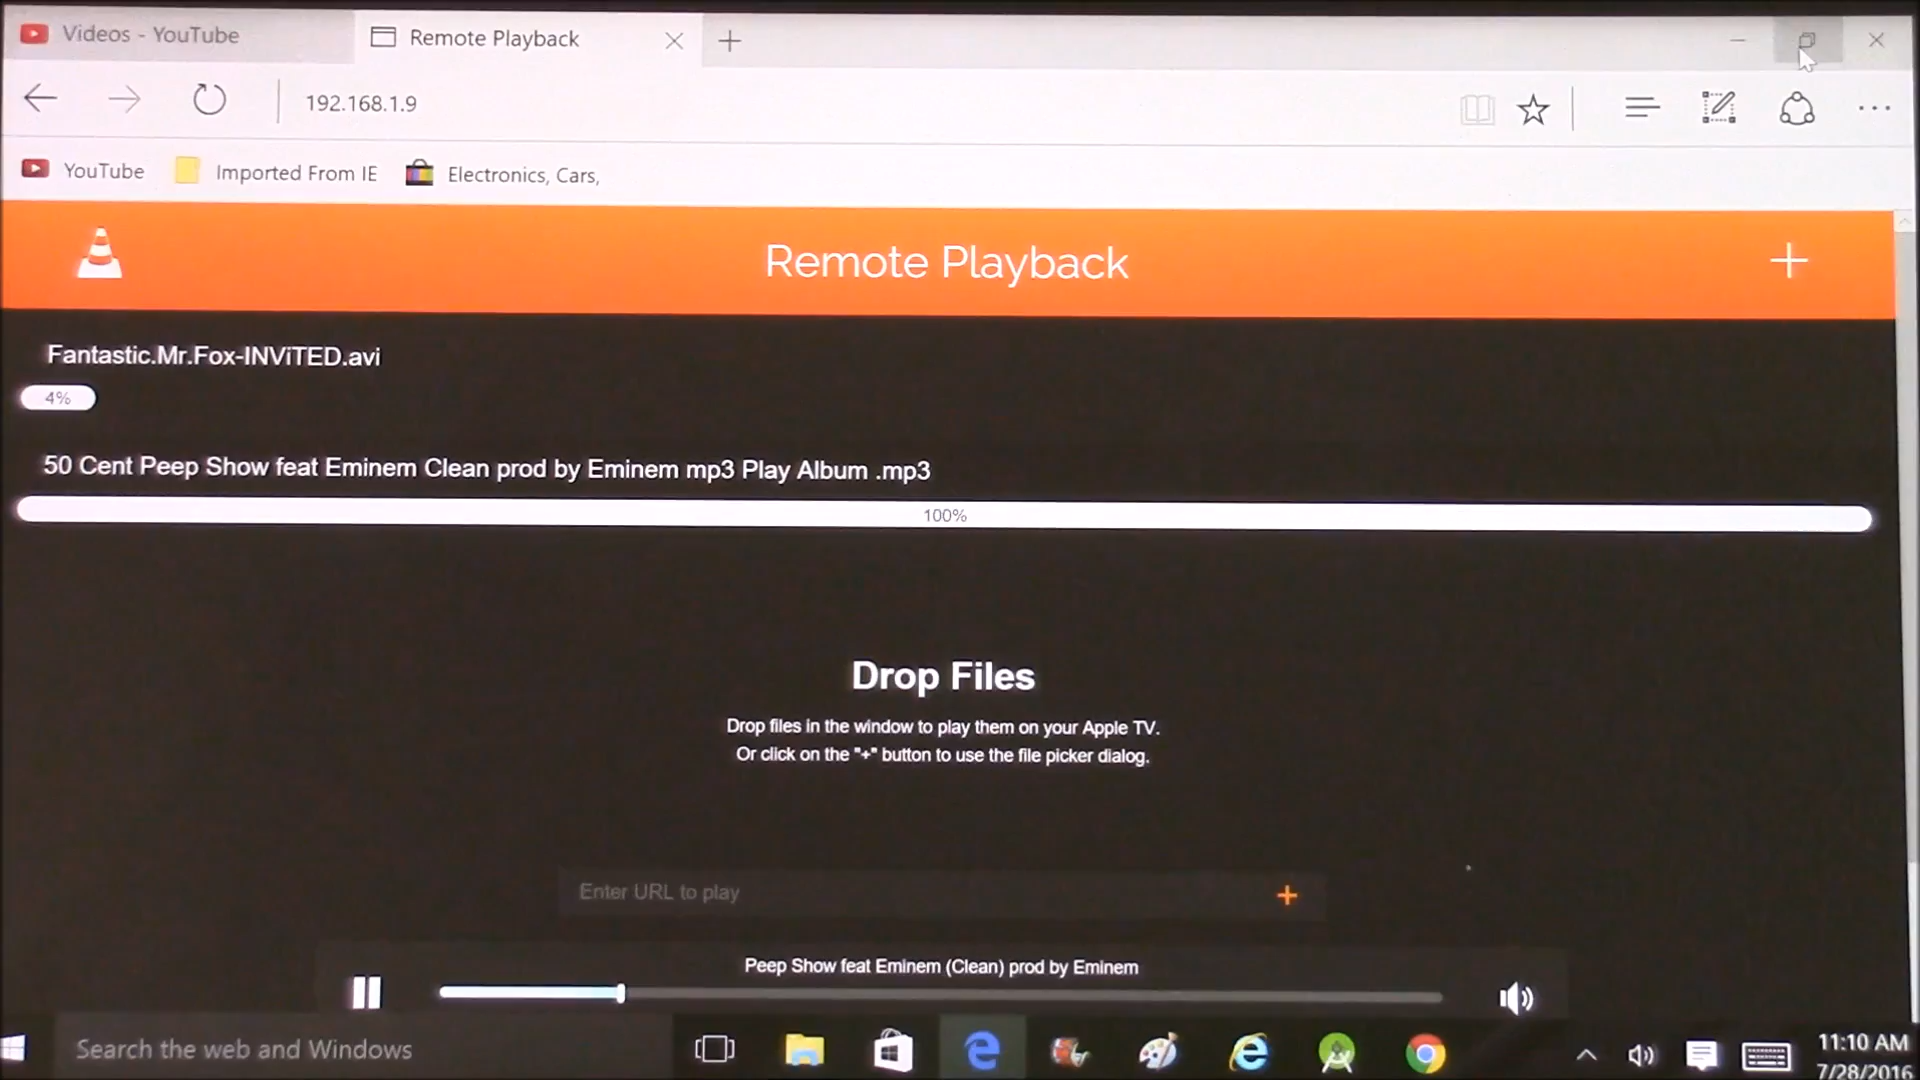 Videos - YouTube
Remote Playback
192.168.1.9
YouTube
Imported From IE
Electronics, Cars,
Remote Playback
Fantastic.Mr.Fox-INViTED.avi
4%
50 Cent Peep Show feat Eminem Clean prod by Eminem mp3 Play Album .mp3
100%
Drop Files
Drop files in the window to play them on your Apple TV.
Or click on the "+" button to use the file picker dialog.
Enter URL to play
Peep Show feat Eminem (Clean) prod by Eminem
Search the web and Windows
11:10 AM
7/28/2016